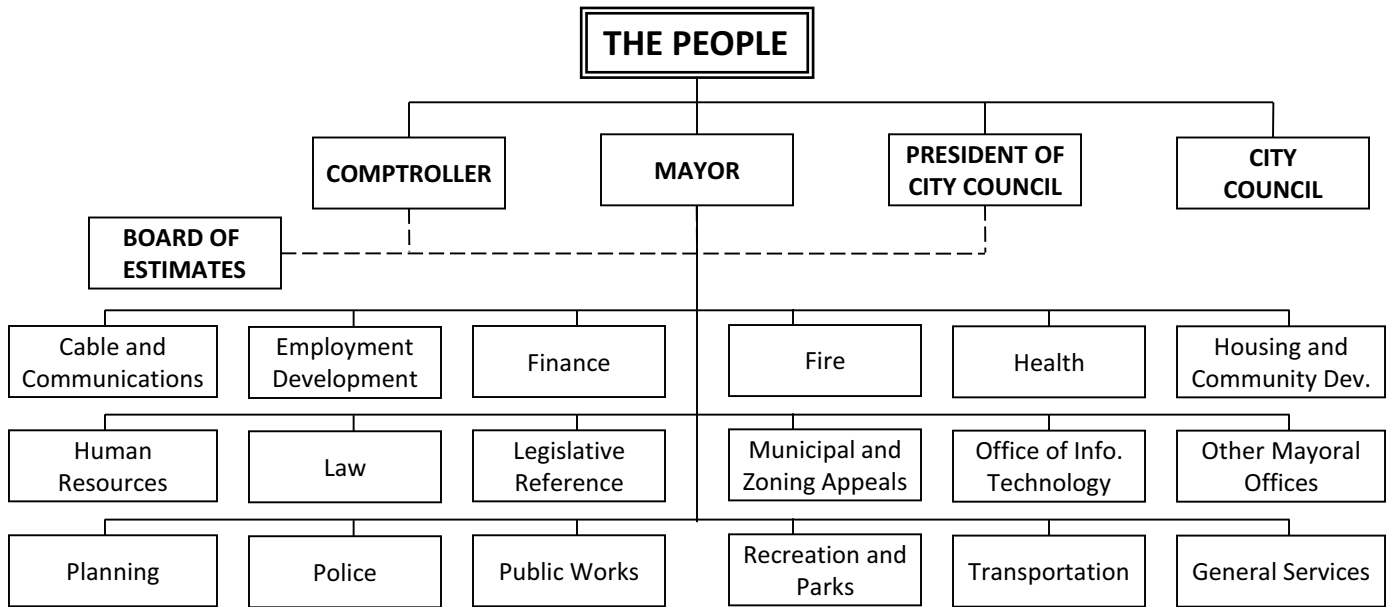 THE PEOPLE
COMPTROLLER
MAYOR
PRESIDENT OF
CITY COUNCIL
CITY
COUNCIL
BOARD OF
ESTIMATES
Cable and
Communications
Employment
Development
Finance
Fire
Health
Housing and
Community Dev.
Human
Resources
Law
Legislative
Reference
Municipal and
Zoning Appeals
Office of Info.
Technology
Other Mayoral
Offices
Planning
Police
Public Works
Recreation and
Parks
Transportation
General Services